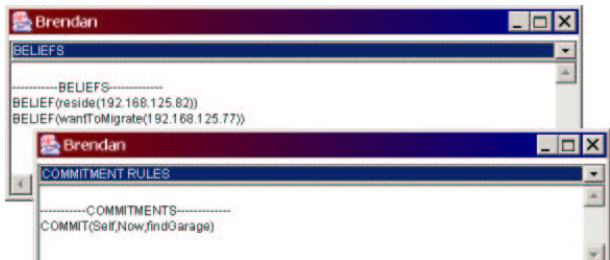 Brendan
BELIEFS
-----------BELIEFS-------------
BELIEF(reside(192.168.125.82))
BELIEF(wantToMigrate(192.168.125.77))
Brendan
COMMITMENT RULES
-----------COMMITMENTS-------------
COMMIT(Self,Now,findGarage)